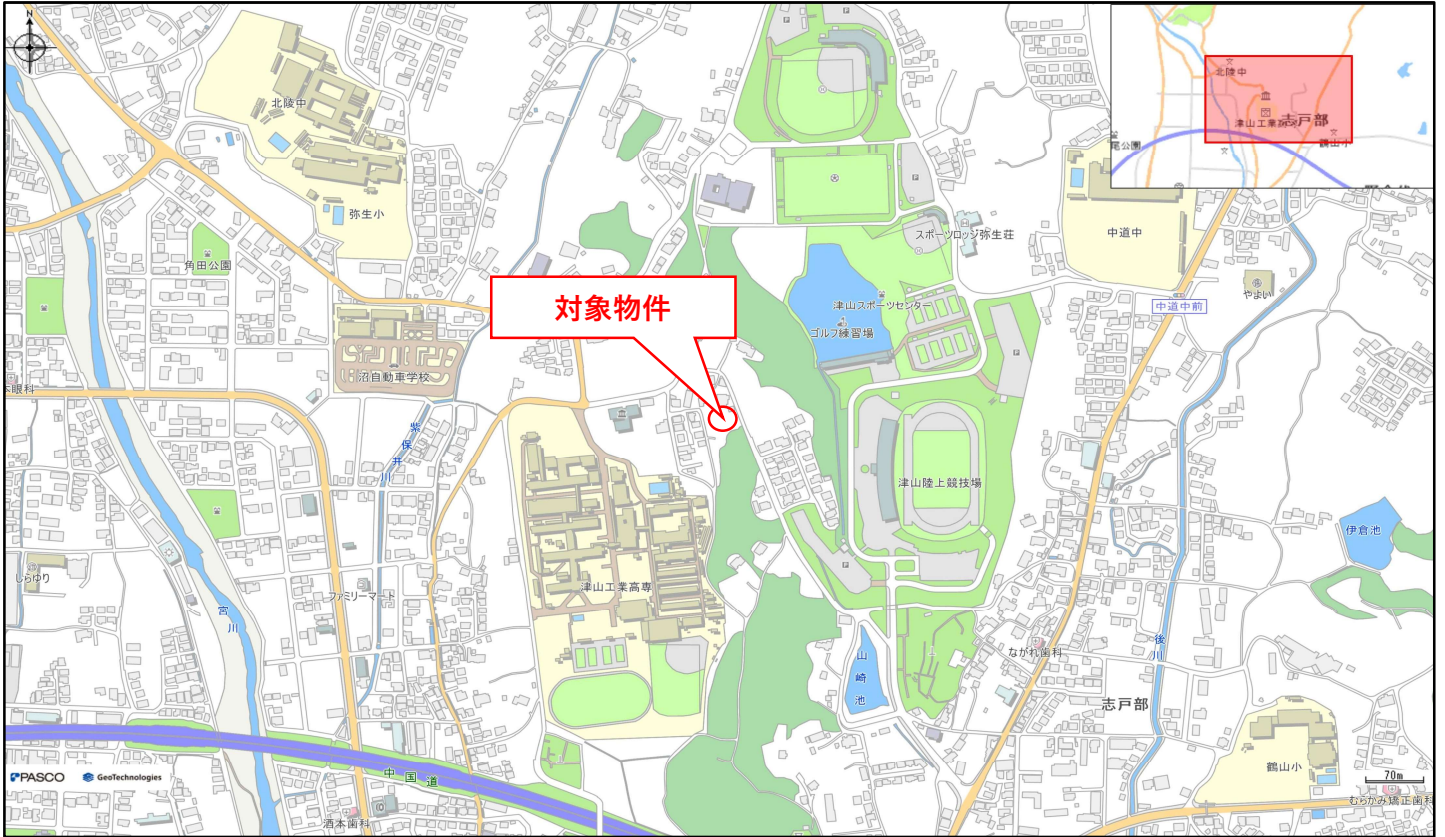 N
北陵中
弥生小
角田公園
沼自動車学校
紫保井川
対象物件
スポーツロッジ弥生荘
津山スポーツセンター
ゴルフ練習場
中道中
中道中前
やよい
津山陸上競技場
伊倉池
津山工業高専
しらゆり
ファミリーマート
宮川
山崎池
ながれ歯科
後川
志戸部
鶴山小
70m
むらかみ矯正歯科
中国道
酒本歯科
PASCO
GeoTechnologies
北陵中
津山工業高専
志戸部
鶴山小
尾公園